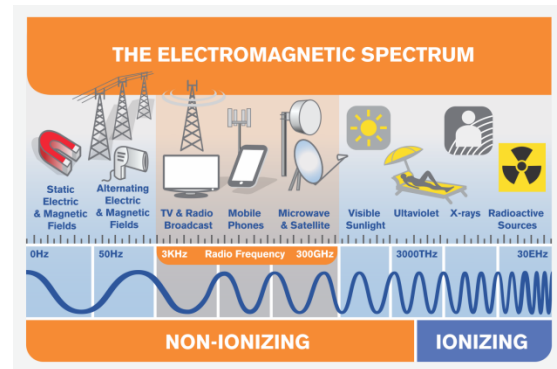 THE ELECTROMAGNETIC SPECTRUM
Static
Electric
& Magnetic
Fields
Alternating
Electric
& Magnetic
Fields
TV & Radio
Broadcast
Mobile
Phones
Microwave
& Satellite
Visible
Sunlight
Ultaviolet
X-rays
Radioactive
Sources
0Hz 50Hz 3KHz Radio Frequency 300GHz 3000THz 30EHz
NON-IONIZING IONIZING